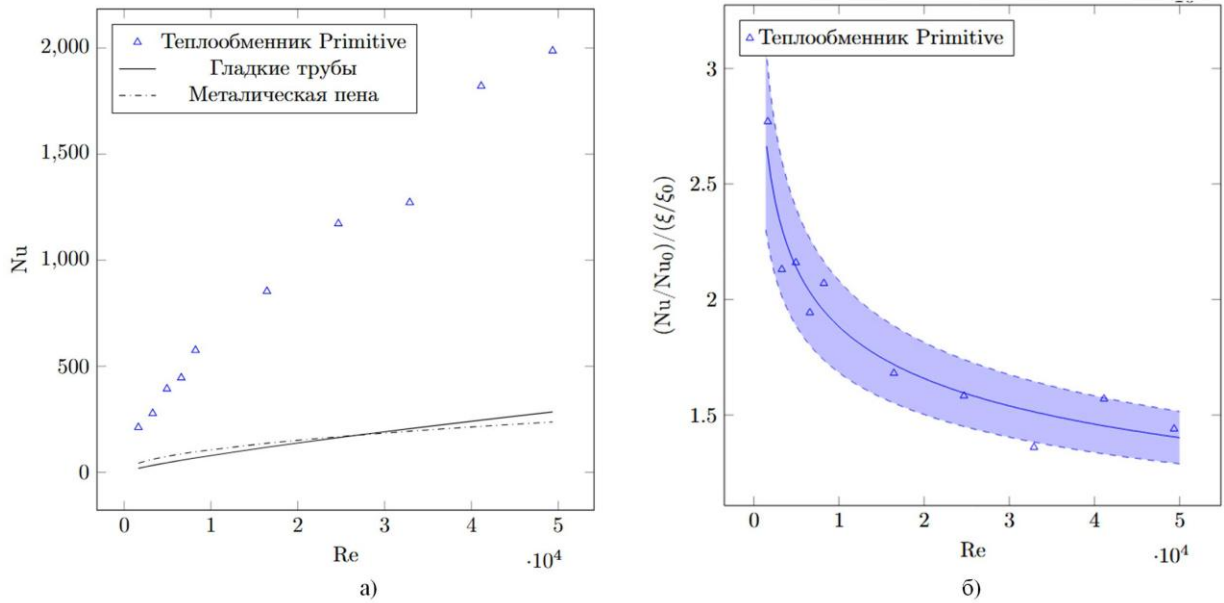 Теплообменник Primitive
Гладкие трубы
Металическая пена
2,000
1,500
1,000
500
0
Nu
0 1 2 3 4 5
Re
·10⁴
а)
Теплообменник Primitive
3
2.5
2
1.5
(Nu/Nu₀)/(ξ/ξ₀)
0 1 2 3 4 5
Re
·10⁴
б)